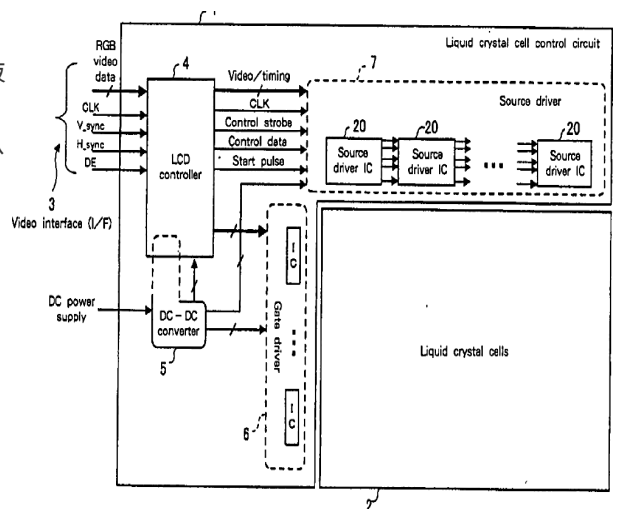 Liquid crystal cell control circuit
RGB
video
data
CLK
V_sync
H_sync
DE
3
Video interface (I/F)
4
LCD
controller
Video/timing
CLK
Control strobe
Control data
Start pulse
7
Source driver
20
Source
driver IC
20
Source
driver IC
20
Source
driver IC
DC power
supply
DC-DC
converter
5
Gate driver
IC
IC
6
Liquid crystal cells